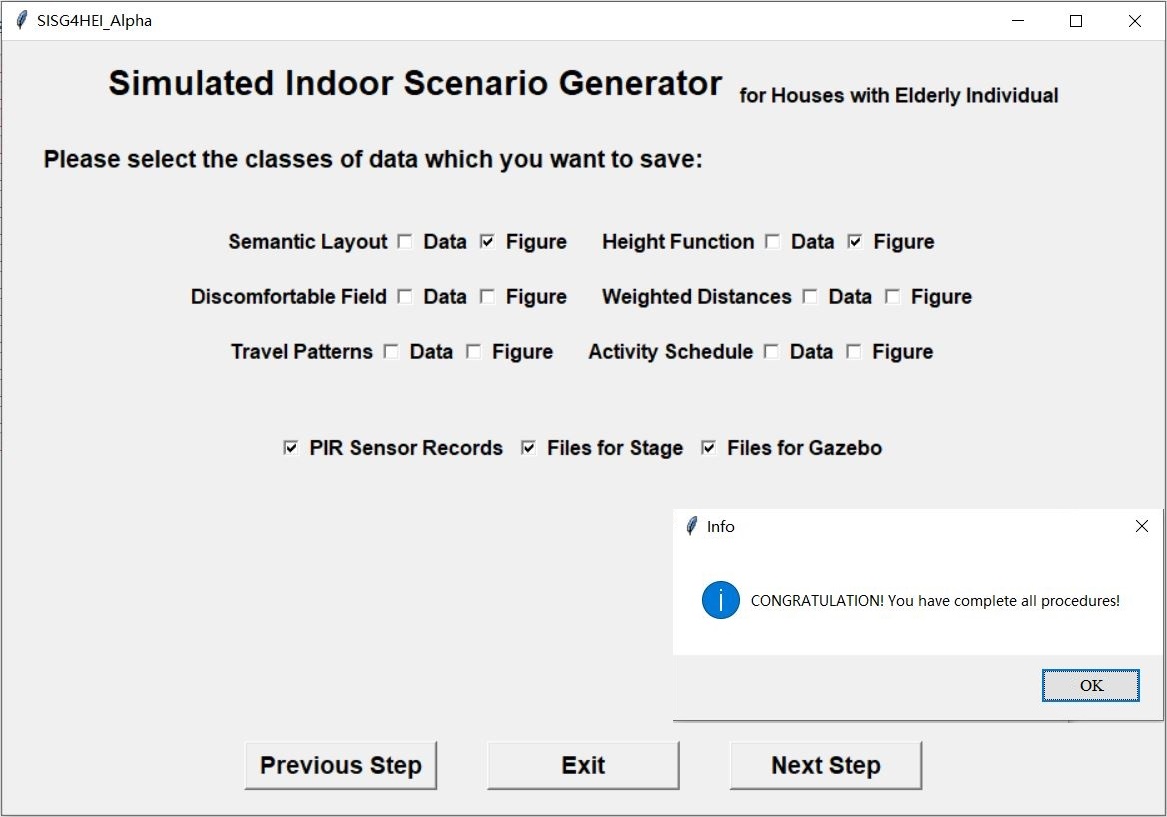 SISG4HEI_Alpha
Simulated Indoor Scenario Generator for Houses with Elderly Individual
Please select the classes of data which you want to save:
Semantic Layout Data Figure Height Function Data Figure
Discomfortable Field Data Figure Weighted Distances Data Figure
Travel Patterns Data Figure Activity Schedule Data Figure
PIR Sensor Records Files for Stage Files for Gazebo
Info
CONGRATULATION! You have complete all procedures!
OK
Previous Step Exit Next Step